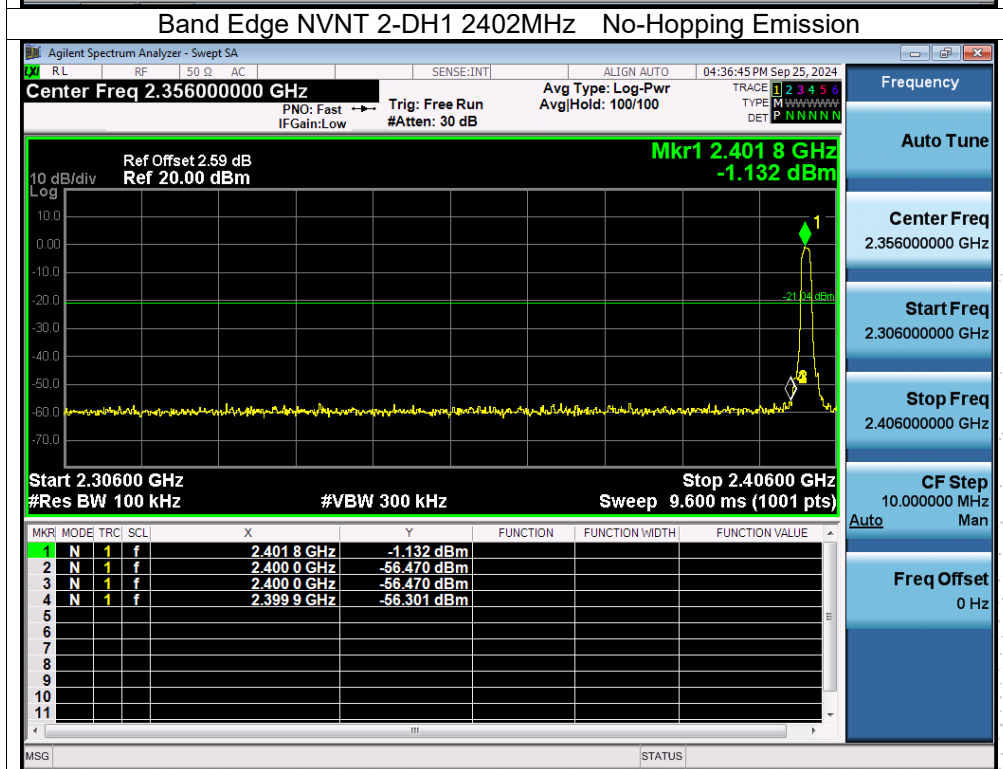 Band Edge NVNT 2-DH1 2402MHz No-Hopping Emission
Agilent Spectrum Analyzer - Swept SA
LXI RL RF 50 Ω AC SENSE:INT ALIGN AUTO 04:36:45 PM Sep 25, 2024
Center Freq 2.356000000 GHz
PNO: Fast
IFGain:Low
Trig: Free Run
#Atten: 30 dB
Avg Type: Log-Pwr
Avg|Hold: 100/100
TRACE 1 2 3 4 5 6
TYPE M WWWWW
DET P N N N N N
Mkr1 2.401 8 GHz
-1.132 dBm
Ref Offset 2.59 dB
10 dB/div Ref 20.00 dBm
Log
10.0
0.00
-10.0
-20.0
-30.0
-40.0
-50.0
-60.0
-70.0
1
-21.04 dBm
Start 2.30600 GHz Stop 2.40600 GHz
#Res BW 100 kHz #VBW 300 kHz Sweep 9.600 ms (1001 pts)
MKR MODE TRC SCL X Y FUNCTION FUNCTION WIDTH FUNCTION VALUE
1 N 1 f 2.401 8 GHz -1.132 dBm
2 N 1 f 2.400 0 GHz -56.470 dBm
3 N 1 f 2.400 0 GHz -56.470 dBm
4 N 1 f 2.399 9 GHz -56.301 dBm
5
6
7
8
9
10
11
MSG STATUS
Frequency
Auto Tune
Center Freq
2.356000000 GHz
Start Freq
2.306000000 GHz
Stop Freq
2.406000000 GHz
CF Step
10.000000 MHz
Auto Man
Freq Offset
0 Hz